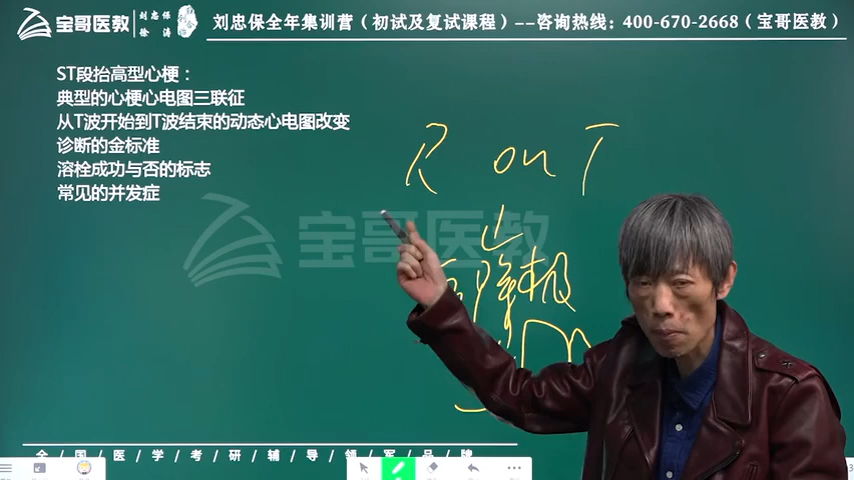 宝哥医教
刘忠保
徐涛
刘忠保全年集训营（初试及复试课程）--咨询热线：400-670-2668（宝哥医教）
ST段抬高型心梗：
典型的心梗心电图三联征
从T波开始到T波结束的动态心电图改变
诊断的金标准
溶栓成功与否的标志
常见的并发症
R on T
宝哥医教
全/国/医/学/考/研/辅/导/领/军/品/牌